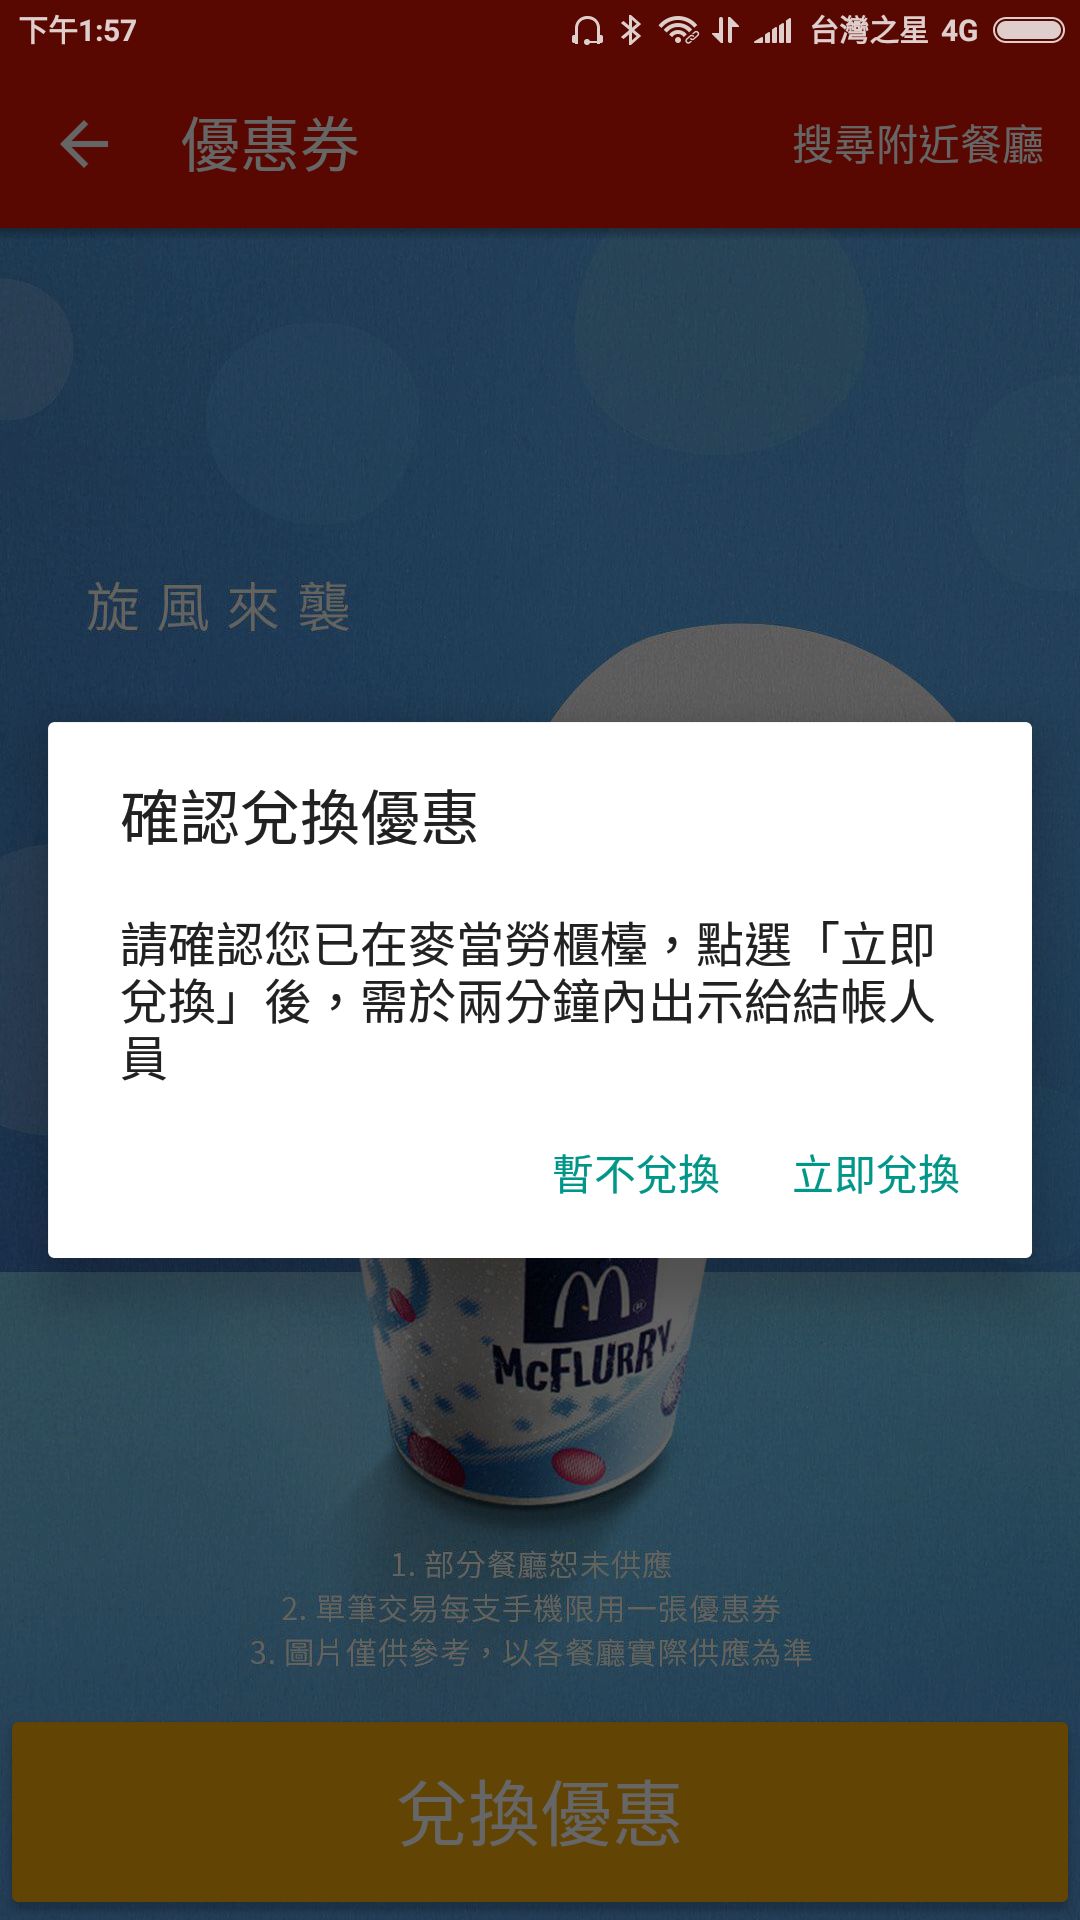 下午1:57
台灣之星 4G
優惠券
搜尋附近餐廳
旋風來襲
確認兌換優惠
請確認您已在麥當勞櫃檯，點選「立即
兌換」後，需於兩分鐘內出示給結帳人
員
暫不兌換 立即兌換
McFLURRY
1. 部分餐廳恕未供應
2. 單筆交易每支手機限用一張優惠券
3. 圖片僅供參考，以各餐廳實際供應為準
兌換優惠